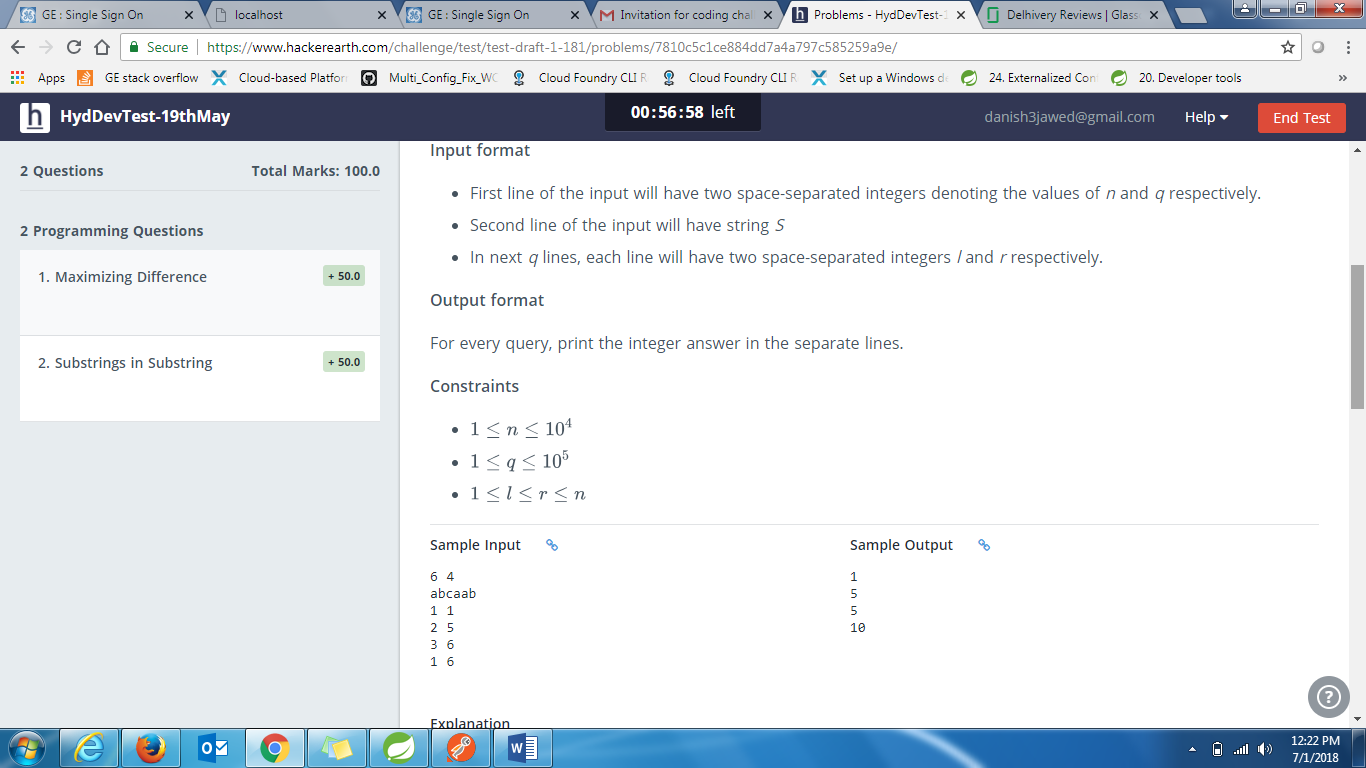 GE : Single Sign On
localhost
GE : Single Sign On
Invitation for coding chal
Problems - HydDevTest-1
Delhivery Reviews | Glass
Secure
https://www.hackerearth.com/challenge/test/test-draft-1-181/problems/7810c5c1ce884dd7a4a797c585259a9e/
Apps
GE stack overflow
Cloud-based Platfor
Multi_Config_Fix_WC
Cloud Foundry CLI R
Cloud Foundry CLI R
Set up a Windows d
24. Externalized Con
20. Developer tools
»
h
HydDevTest-19thMay
00:56:58 left
danish3jawed@gmail.com
Help
End Test
2 Questions
Total Marks: 100.0
2 Programming Questions
1. Maximizing Difference
+ 50.0
2. Substrings in Substring
+ 50.0
Input format
• First line of the input will have two space-separated integers denoting the values of n and q respectively.
• Second line of the input will have string S
• In next q lines, each line will have two space-separated integers l and r respectively.
Output format
For every query, print the integer answer in the separate lines.
Constraints
• 1 ≤ n ≤ 10⁴
• 1 ≤ q ≤ 10⁵
• 1 ≤ l ≤ r ≤ n
Sample Input
6 4
abcaab
1 1
2 5
3 6
1 6
Sample Output
1
5
5
10
Explanation
?
12:22 PM
7/1/2018